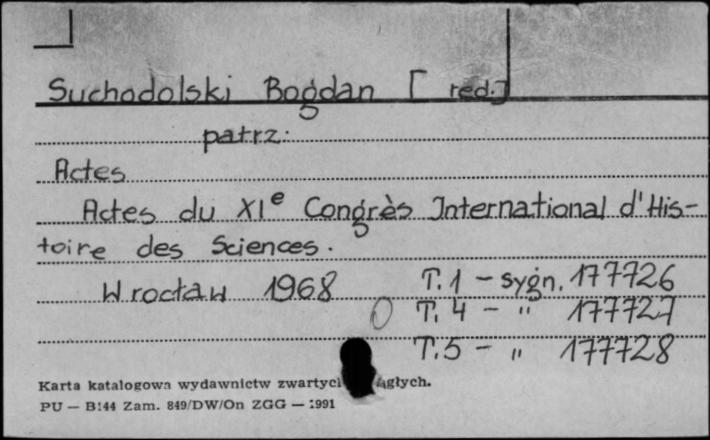 Suchodolski Bogdan [red.]
patrz:
Actes
Actes du XIe Congrès International d'His-
toire des Sciences.
Wrocław 1968 T.1 – sygn. 177726
T. 4 – " 177727
T.5 – " 177728
Karta katalogowa wydawnictw
PU — B144 Zam. 849/DW/On ZGG — 1991